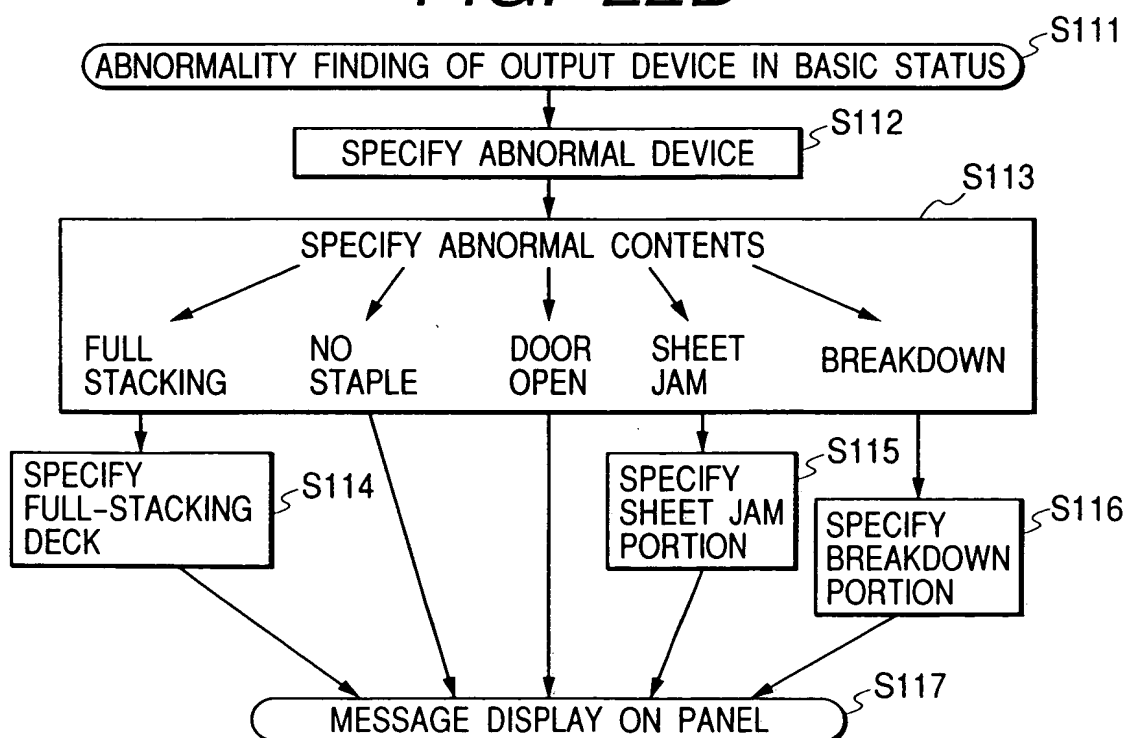 S111
ABNORMALITY FINDING OF OUTPUT DEVICE IN BASIC STATUS
S112
SPECIFY ABNORMAL DEVICE
S113
SPECIFY ABNORMAL CONTENTS
FULL
STACKING
NO
STAPLE
DOOR
OPEN
SHEET
JAM
BREAKDOWN
SPECIFY
FULL-STACKING
DECK
S114
SPECIFY
SHEET JAM
PORTION
S115
SPECIFY
BREAKDOWN
PORTION
S116
S117
MESSAGE DISPLAY ON PANEL